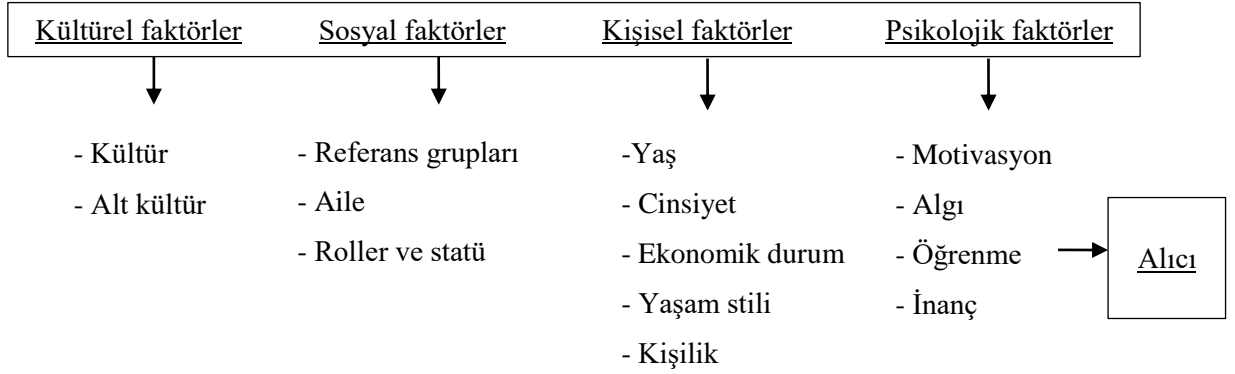 Kültürel faktörler Sosyal faktörler Kişisel faktörler Psikolojik faktörler
- Kültür - Referans grupları -Yaş - Motivasyon
- Alt kültür - Aile - Cinsiyet - Algı
- Roller ve statü - Ekonomik durum - Öğrenme Alıcı
- Yaşam stili - İnanç
- Kişilik